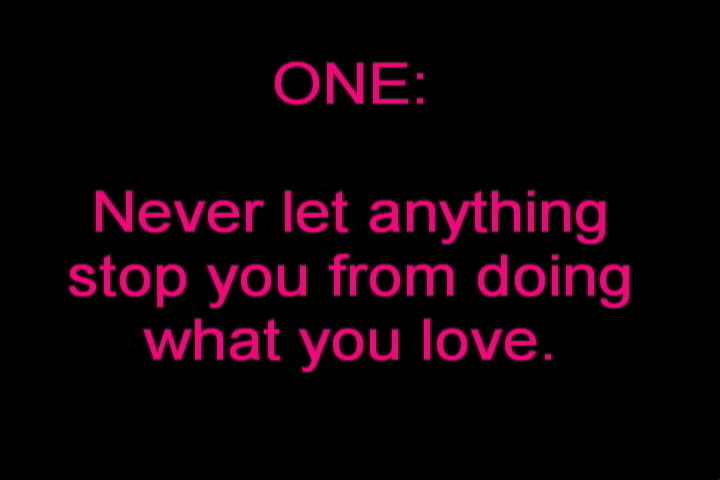 ONE:
Never let anything
stop you from doing
what you love.